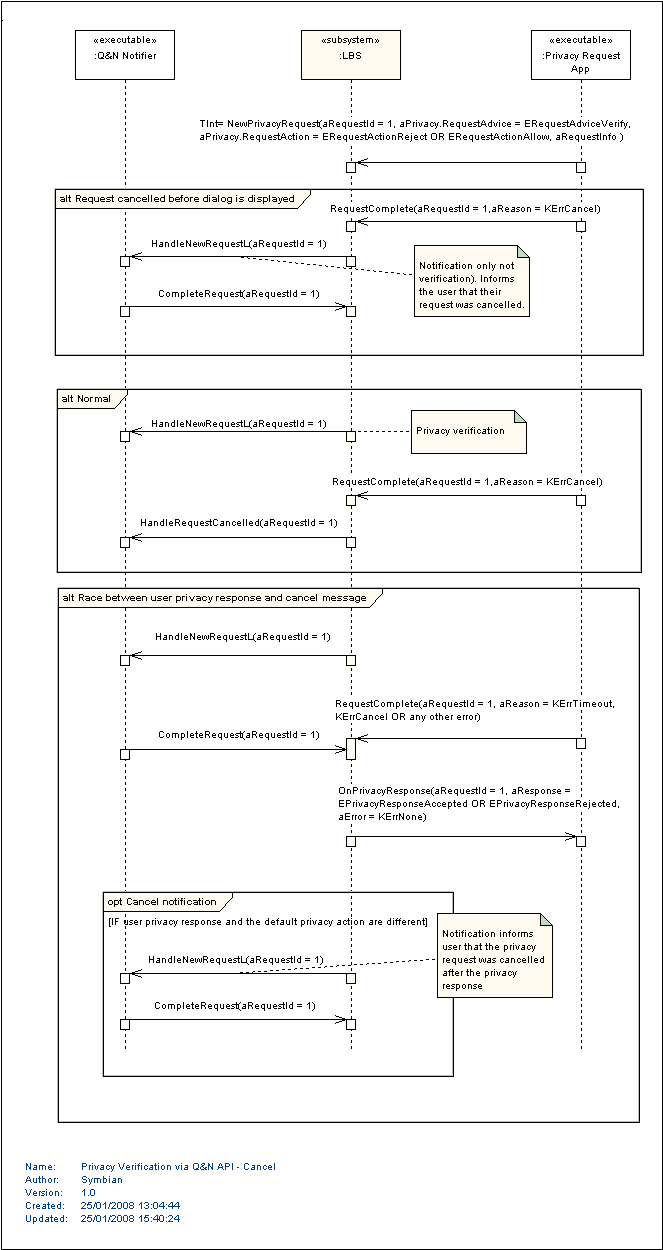 «executable»
:Q&N Notifier
«subsystem»
:LBS
«executable»
:Privacy Request
App
TInt= NewPrivacyRequest(aRequestId = 1, aPrivacy.RequestAdvice = ERequestAdviceVerify,
aPrivacy.RequestAction = ERequestActionReject OR ERequestActionAllow, aRequestInfo )
alt Request cancelled before dialog is displayed
RequestComplete(aRequestId = 1,aReason = KErrCancel)
HandleNewRequestL(aRequestId = 1)
Notification only not
verification). Informs
the user that their
request was cancelled.
CompleteRequest(aRequestId = 1)
alt Normal
HandleNewRequestL(aRequestId = 1)
Privacy verification
RequestComplete(aRequestId = 1,aReason = KErrCancel)
HandleRequestCancelled(aRequestId = 1)
alt Race between user privacy response and cancel message
HandleNewRequestL(aRequestId = 1)
RequestComplete(aRequestId = 1, aReason = KErrTimeout,
KErrCancel OR any other error)
CompleteRequest(aRequestId = 1)
OnPrivacyResponse(aRequestId = 1, aResponse =
EPrivacyResponseAccepted OR EPrivacyResponseRejected,
aError = KErrNone)
opt Cancel notification
[IF user privacy response and the default privacy action are different]
Notification informs
user that the privacy
request was cancelled
after the privacy
response
HandleNewRequestL(aRequestId = 1)
CompleteRequest(aRequestId = 1)
Name: Privacy Verification via Q&N API - Cancel
Author: Symbian
Version: 1.0
Created: 25/01/2008 13:04:44
Updated: 25/01/2008 15:40:24